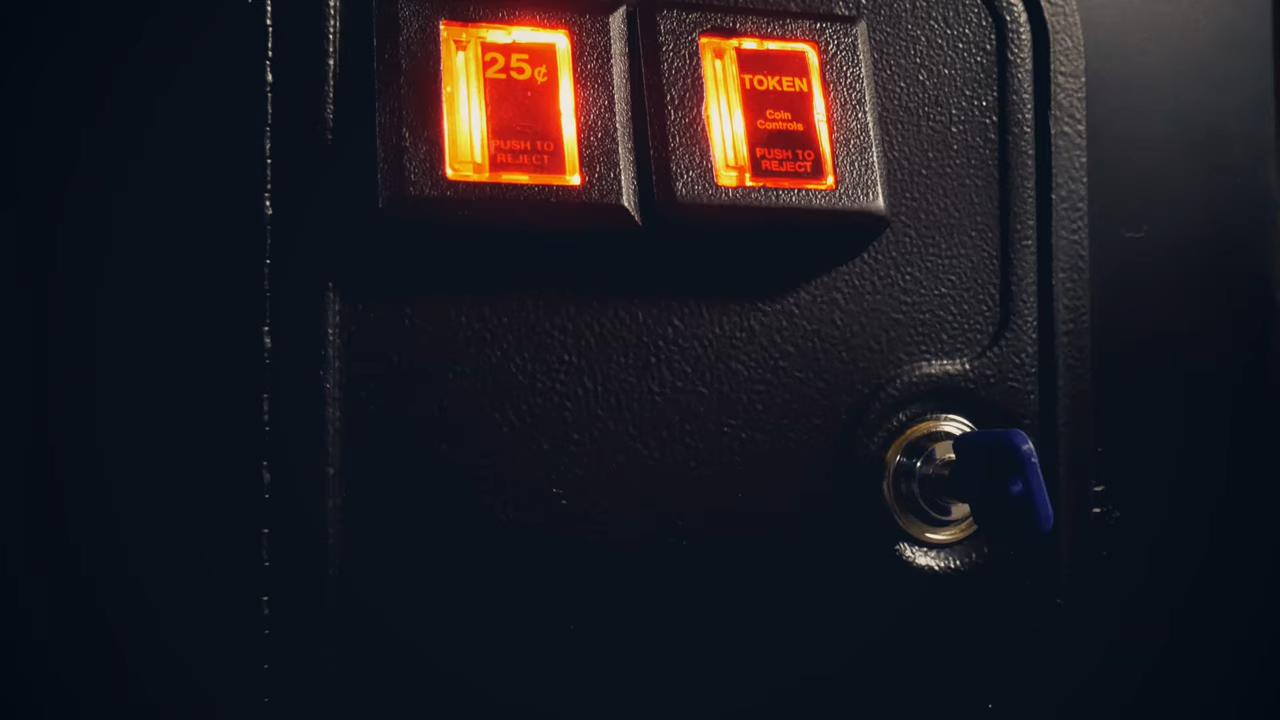 25¢
PUSH TO
REJECT
TOKEN
Coin
Controls
PUSH TO
REJECT